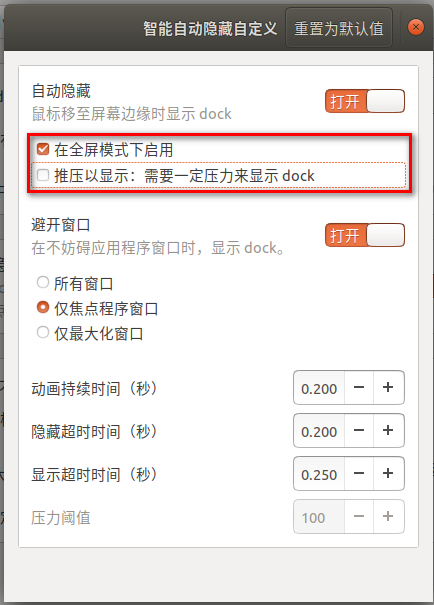 智能自动隐藏自定义
重置为默认值
自动隐藏
打开
鼠标移至屏幕边缘时显示 dock
在全屏模式下启用
推压以显示：需要一定压力来显示 dock
避开窗口
打开
在不妨碍应用程序窗口时，显示 dock。
所有窗口
仅焦点程序窗口
仅最大化窗口
动画持续时间（秒） 0.200 − +
隐藏超时时间（秒） 0.200 − +
显示超时时间（秒） 0.250 − +
压力阈值 100 − +